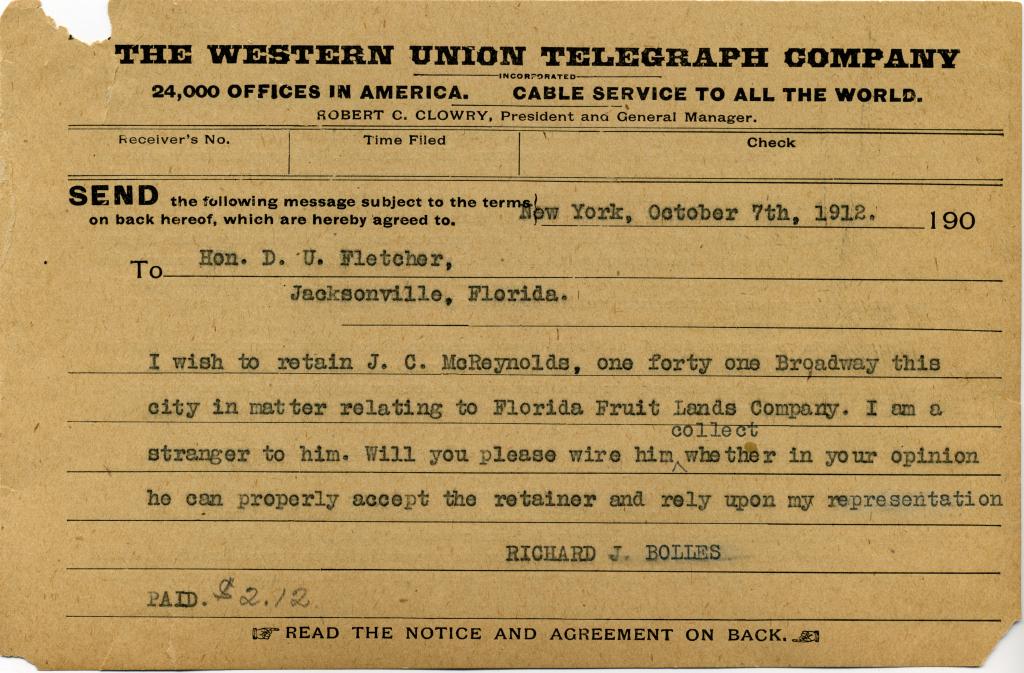 THE WESTERN UNION TELEGRAPH COMPANY
INCORPORATED
24,000 OFFICES IN AMERICA. CABLE SERVICE TO ALL THE WORLD.
ROBERT C. CLOWRY, President and General Manager.
Receiver's No. Time Filed Check
SEND the following message subject to the terms
on back hereof, which are hereby agreed to.
New York, October 7th, 1912. 190
To Hon. D. U. Fletcher,
Jacksonville, Florida.
I wish to retain J. C. McReynolds, one forty one Broadway this
city in matter relating to Florida Fruit Lands Company. I am a
collect
stranger to him. Will you please wire him whether in your opinion
he can properly accept the retainer and rely upon my representation
RICHARD J. BOLLES
PAID. $2.12
READ THE NOTICE AND AGREEMENT ON BACK.